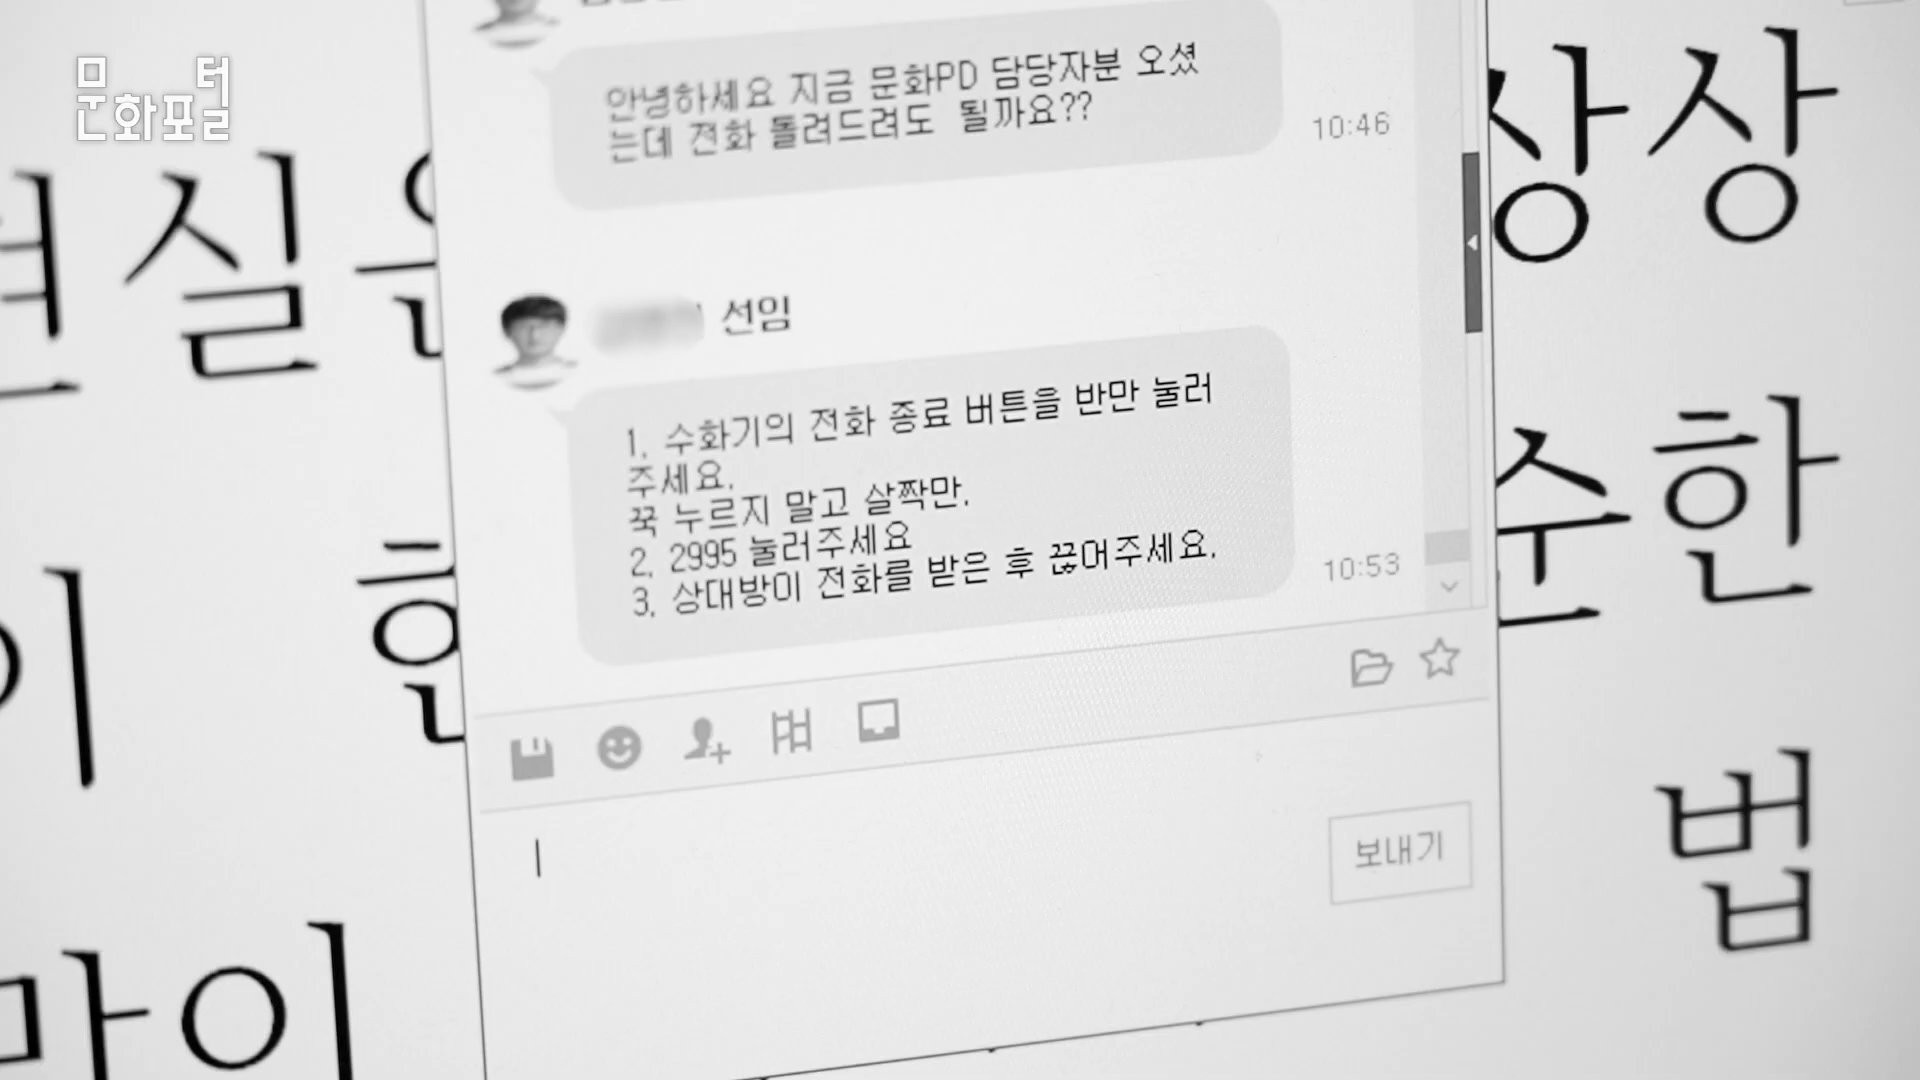 문화포털
안녕하세요 지금 문화PD 담당자분 오셨
는데 전화 돌려드려도 될까요??
10:46
선임
1. 수화기의 전화 종료 버튼을 반만 눌러
주세요.
꾹 누르지 말고 살짝만.
2. 2995 눌러주세요
3. 상대방이 전화를 받은 후 끊어주세요.
10:53
보내기
상상
실
한
이
법
마이